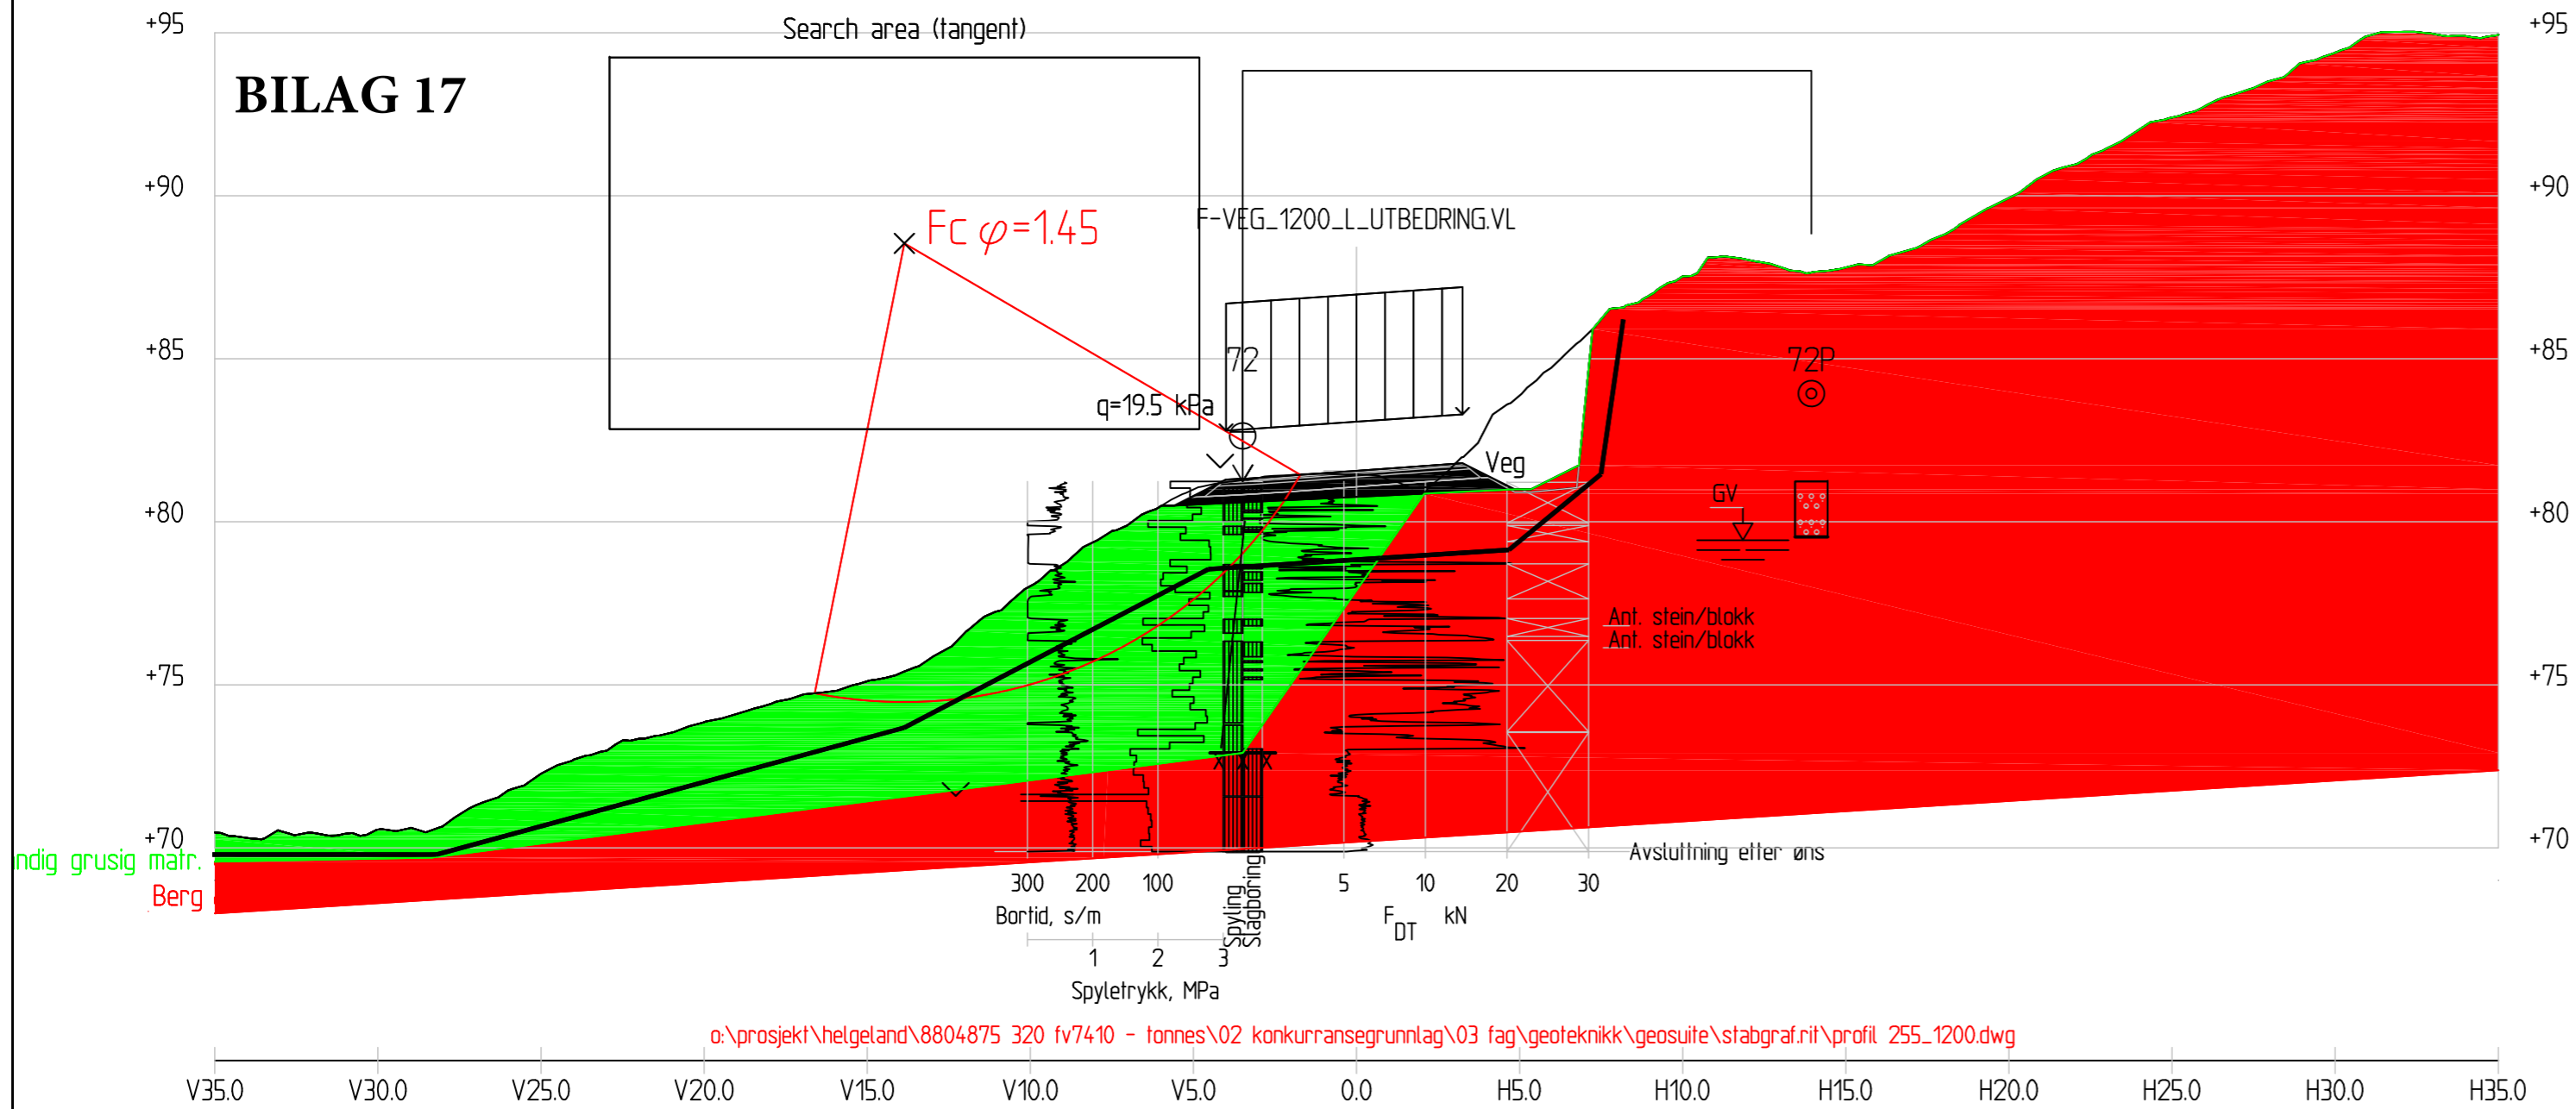 +95
Search area (tangent)
+95
BILAG 17
+90
+90
Fc φ=1.45
F-VEG_1200_L_UTBEDRING.VL
+85
72
72P
+85
q=19.5 kPa
Veg
GV
+80
+80
Ant. stein/blokk
Ant. stein/blokk
+75
+75
X X X
+70
+70
ndig grusig matr.
Avsluttning etter øns
Berg
300 200 100
Spyling
Slagboring
5 10 20 30
Bortid, s/m
F DT kN
1 2 3
Spyletrykk, MPa
o:\prosjekt\helgeland\8804875 320 fv7410 - tonnes\02 konkurransegrunnlag\03 fag\geoteknikk\geosuite\stabgraf.rit\profil 255_1200.dwg
V35.0 V30.0 V25.0 V20.0 V15.0 V10.0 V5.0 0.0 H5.0 H10.0 H15.0 H20.0 H25.0 H30.0 H35.0